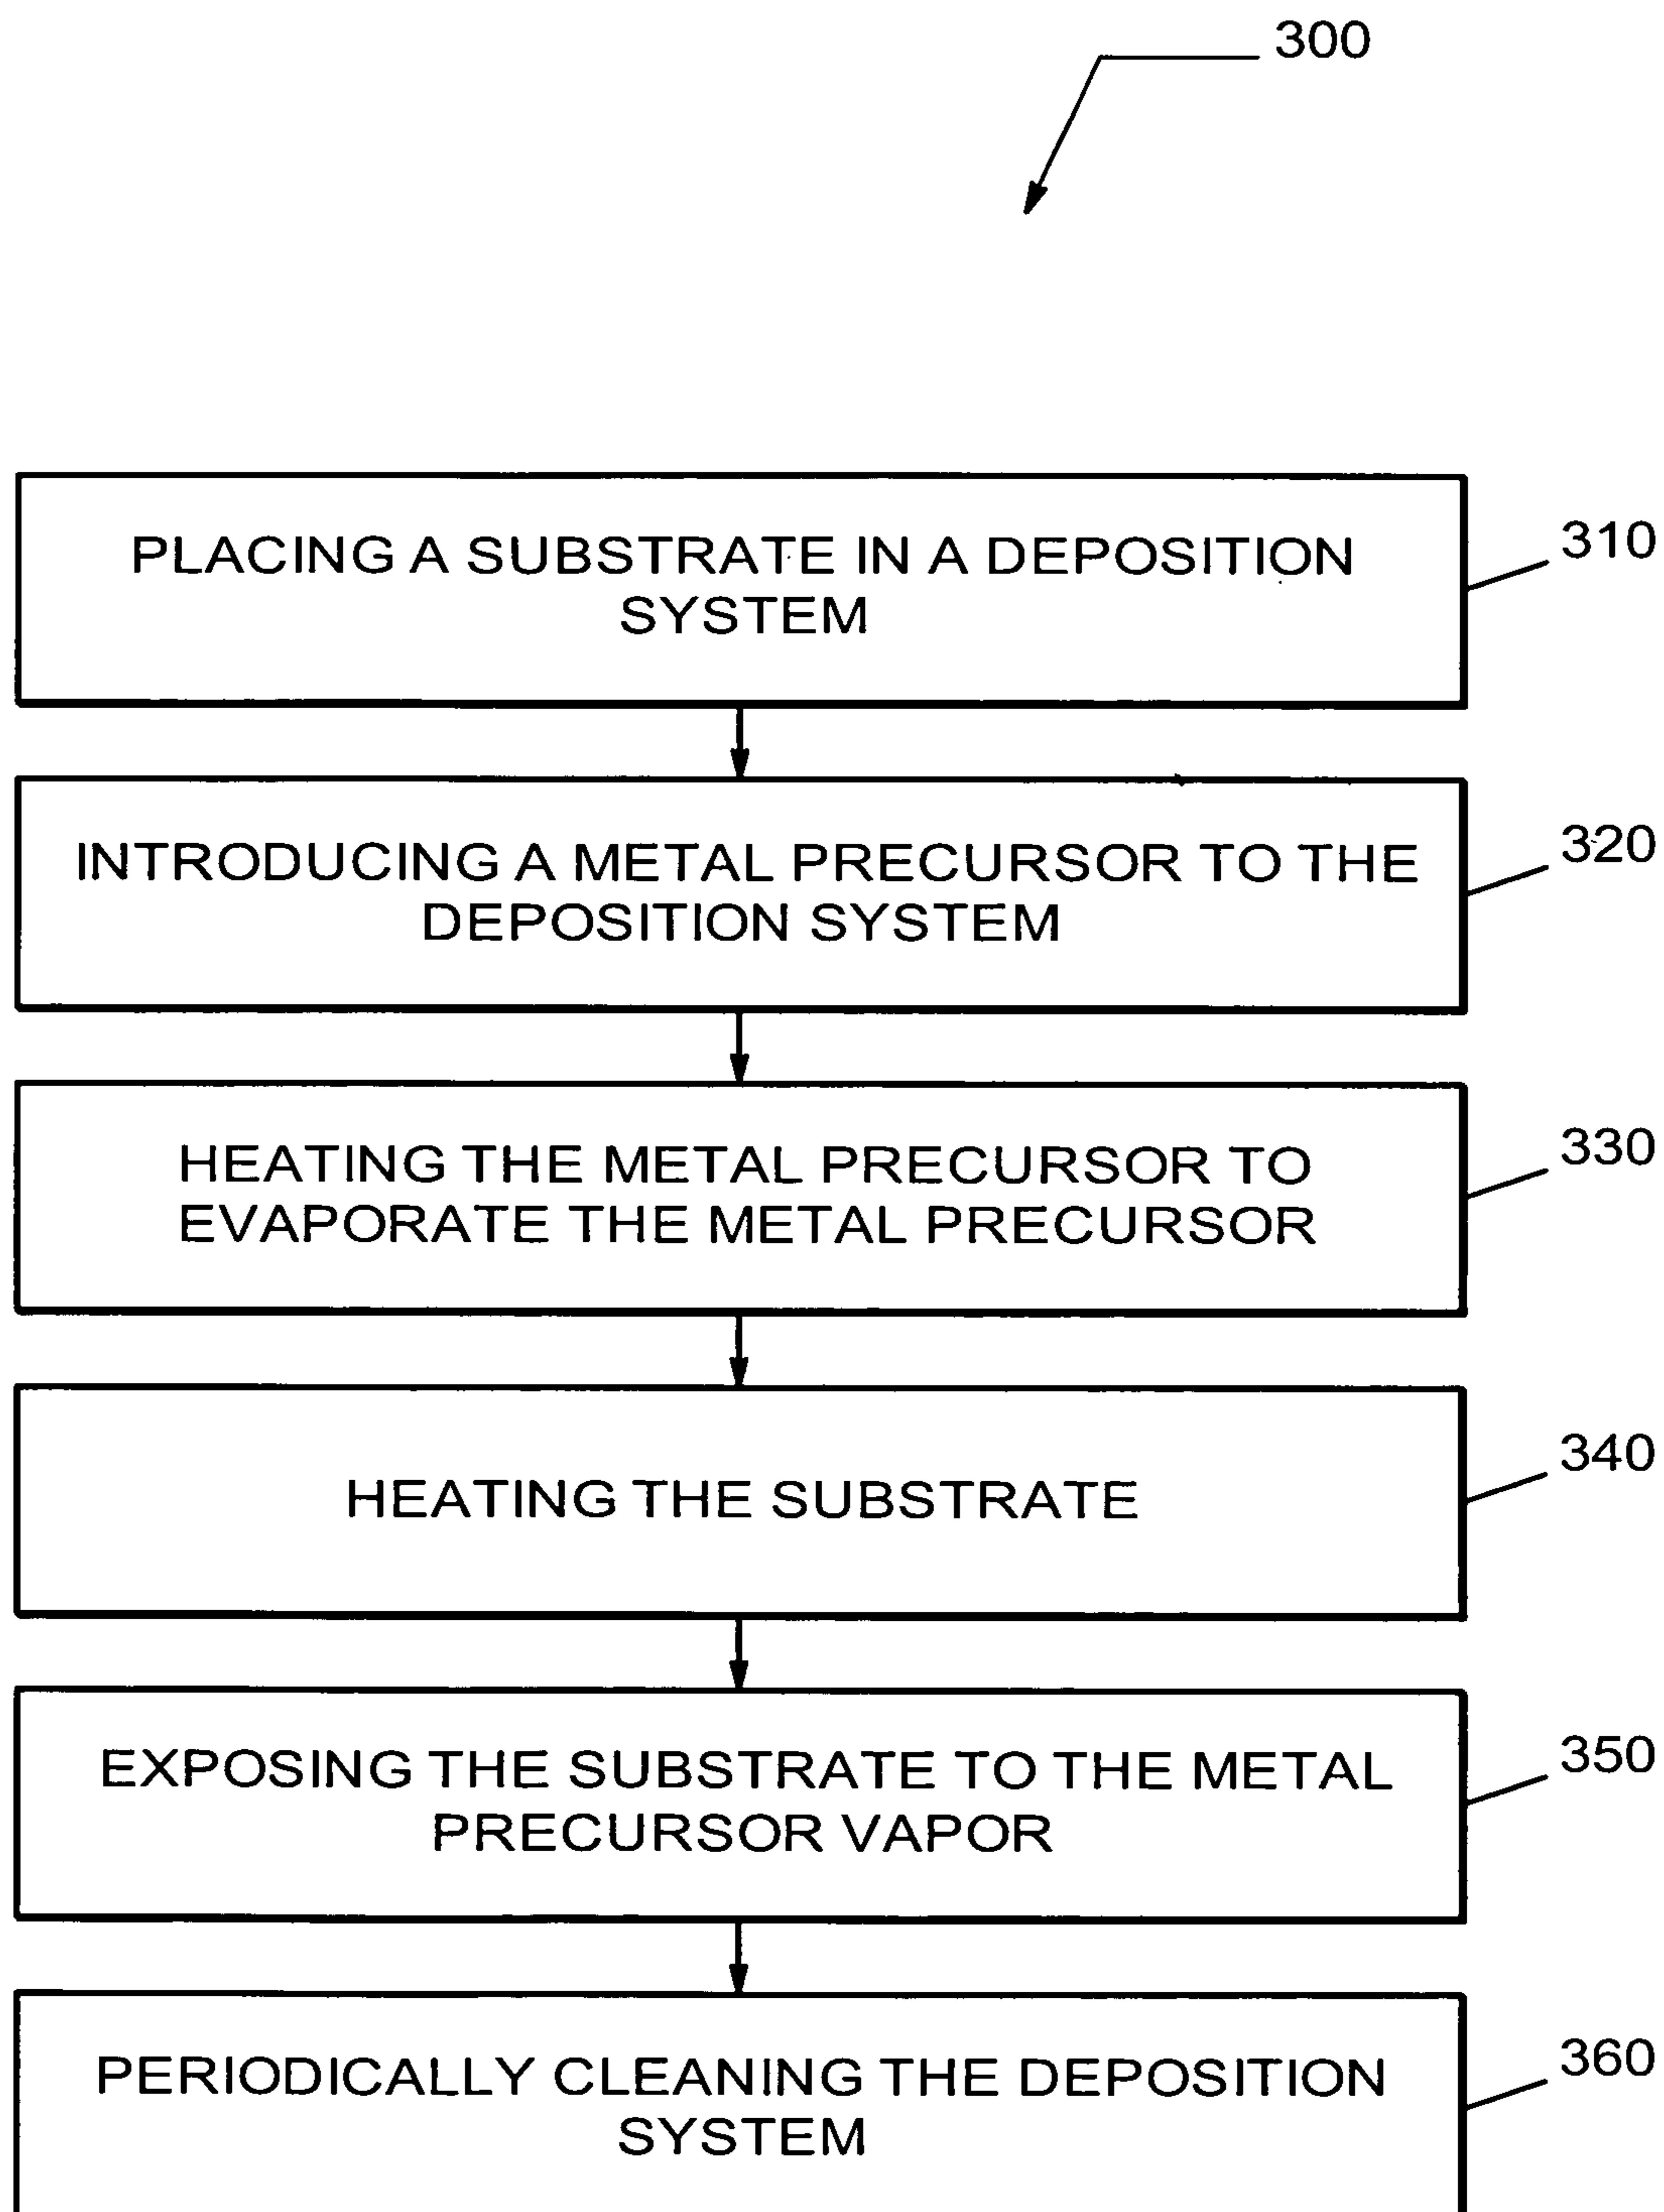 300
PLACING A SUBSTRATE IN A DEPOSITION
SYSTEM
310
INTRODUCING A METAL PRECURSOR TO THE
DEPOSITION SYSTEM
320
HEATING THE METAL PRECURSOR TO
EVAPORATE THE METAL PRECURSOR
330
HEATING THE SUBSTRATE
340
EXPOSING THE SUBSTRATE TO THE METAL
PRECURSOR VAPOR
350
PERIODICALLY CLEANING THE DEPOSITION
SYSTEM
360